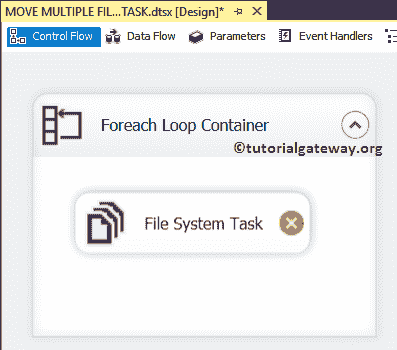 MOVE MULTIPLE FIL...TASK.dtsx [Design]*
Control Flow Data Flow Parameters Event Handlers
Foreach Loop Container
©tutorialgateway.org
File System Task